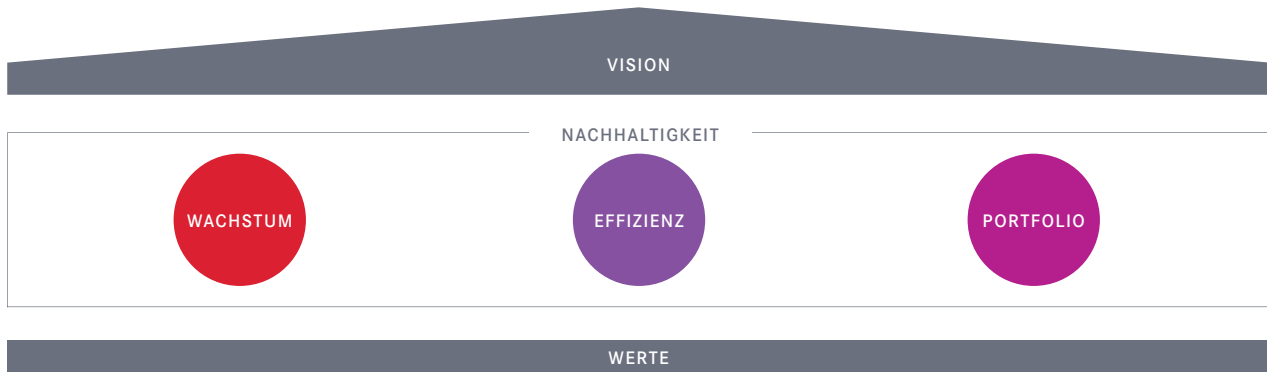 VISION
NACHHALTIGKEIT
WACHSTUM
EFFIZIENZ
PORTFOLIO
WERTE